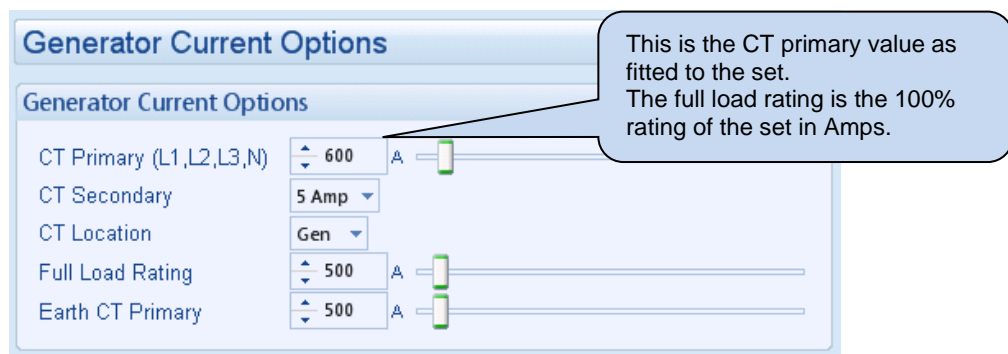 Generator Current Options
This is the CT primary value as
fitted to the set.
The full load rating is the 100%
rating of the set in Amps.
Generator Current Options
CT Primary (L1,L2,L3,N) 600 A
CT Secondary 5 Amp
CT Location Gen
Full Load Rating 500 A
Earth CT Primary 500 A